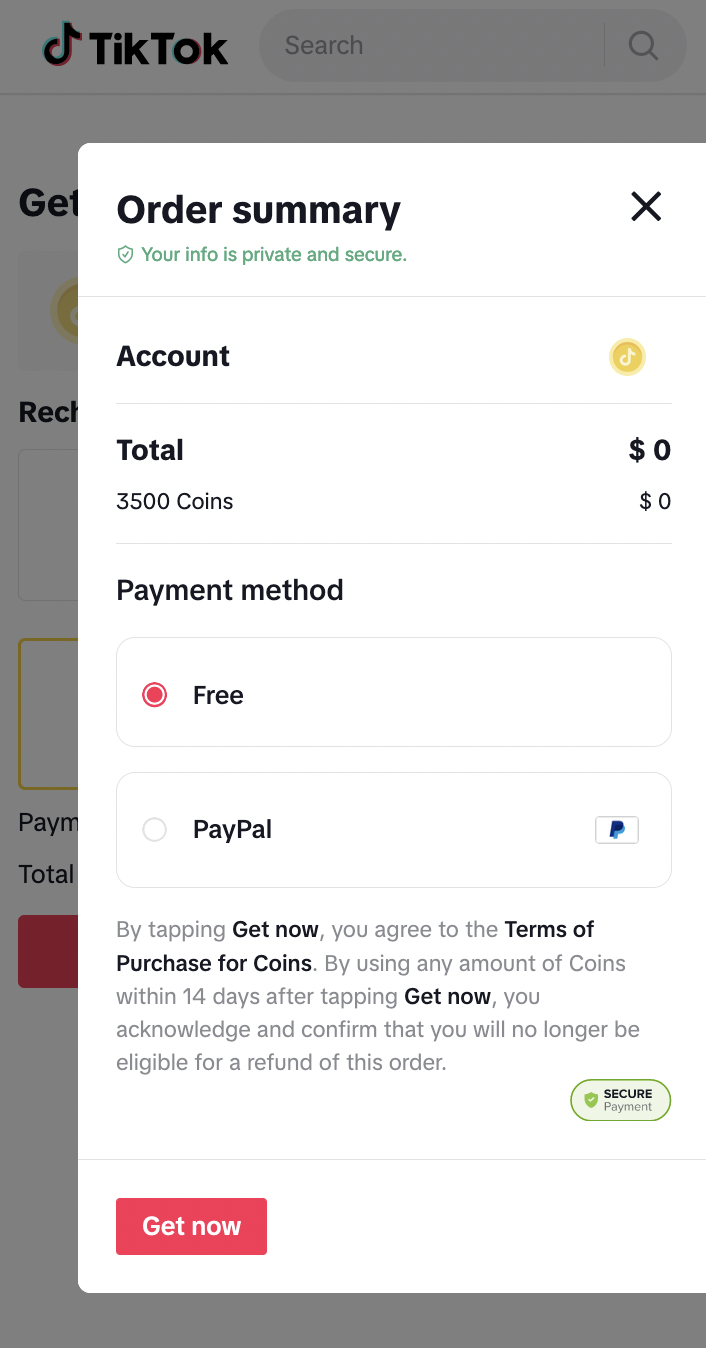 TikTok
Search
Get
Order summary
Your info is private and secure.
Account
Rech
Total $ 0
3500 Coins $ 0
Payment method
Free
PayPal
Paym
Total
By tapping Get now, you agree to the Terms of
Purchase for Coins. By using any amount of Coins
within 14 days after tapping Get now, you
acknowledge and confirm that you will no longer be
eligible for a refund of this order.
SECURE
Payment
Get now